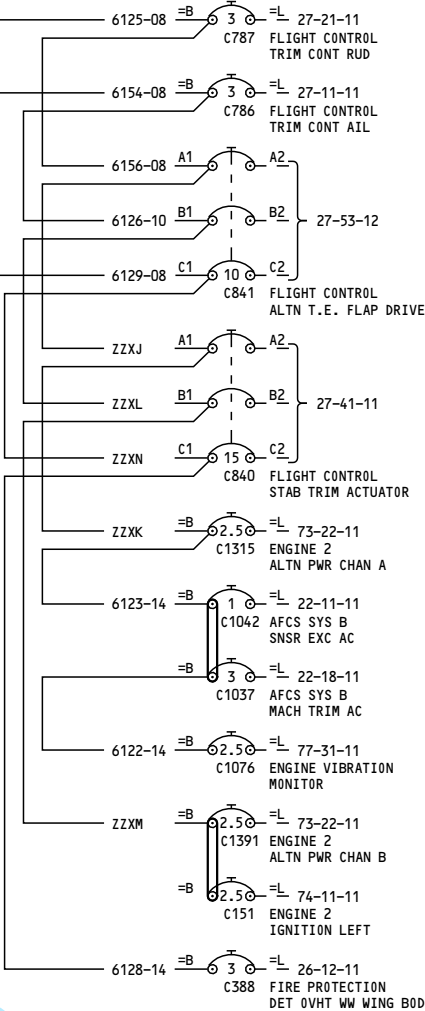 6125-08 =B 3 =L 27-21-11
C787 FLIGHT CONTROL
TRIM CONT RUD
6154-08 =B 3 =L 27-11-11
C786 FLIGHT CONTROL
TRIM CONT AIL
6156-08 A1 A2
6126-10 B1 B2 27-53-12
6129-08 C1 10 C2
C841 FLIGHT CONTROL
ALTN T.E. FLAP DRIVE
ZZXJ A1 A2
ZZXL B1 B2 27-41-11
ZZXN C1 15 C2
C840 FLIGHT CONTROL
STAB TRIM ACTUATOR
ZZXK =B 2.5 =L 73-22-11
C1315 ENGINE 2
ALTN PWR CHAN A
6123-14 =B 1 =L 22-11-11
C1042 AFCS SYS B
SNSR EXC AC
=B 3 =L 22-18-11
C1037 AFCS SYS B
MACH TRIM AC
6122-14 =B 2.5 =L 77-31-11
C1076 ENGINE VIBRATION
MONITOR
ZZXM =B 2.5 =L 73-22-11
C1391 ENGINE 2
ALTN PWR CHAN B
=B 2.5 =L 74-11-11
C151 ENGINE 2
IGNITION LEFT
6128-14 =B 3 =L 26-12-11
C388 FIRE PROTECTION
DET OVHT WW WING BOD